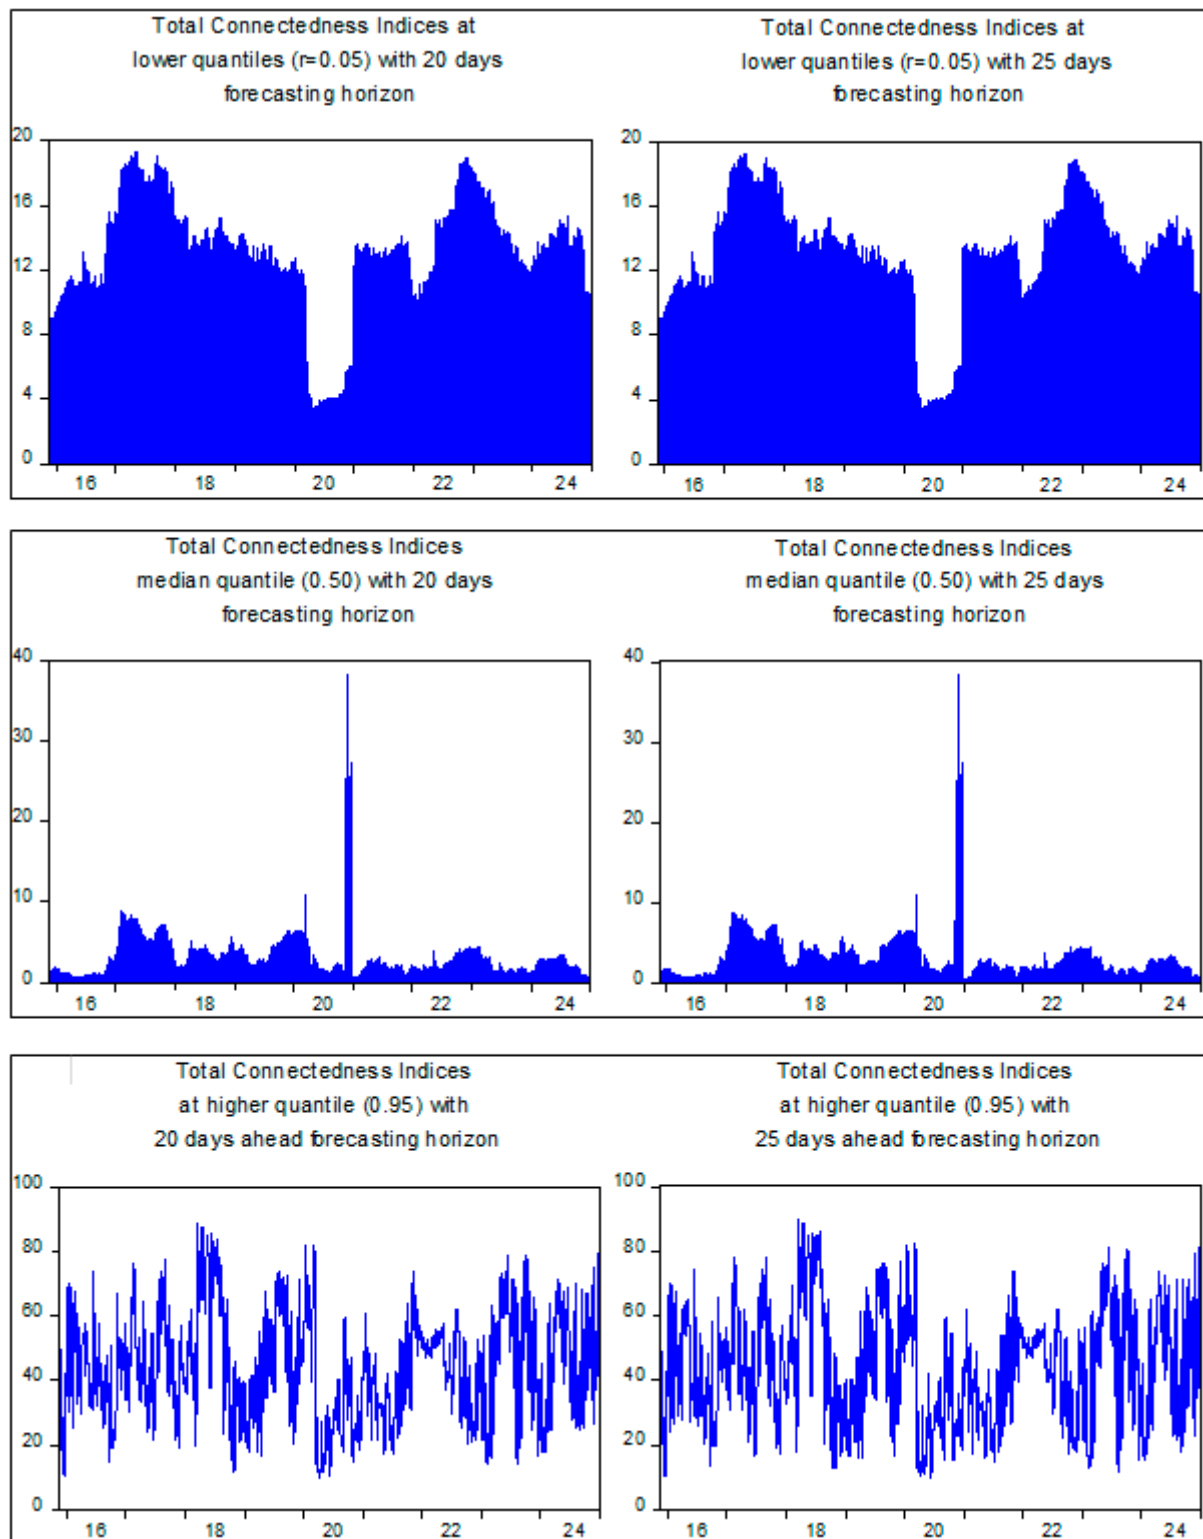 Total Connectedness Indices at
lower quantiles (r=0.05) with 20 days
forecasting horizon
20
16
12
8
4
0
16 18 20 22 24
Total Connectedness Indices at
lower quantiles (r=0.05) with 25 days
forecasting horizon
20
16
12
8
4
0
16 18 20 22 24
Total Connectedness Indices
median quantile (0.50) with 20 days
forecasting horizon
40
30
20
10
0
16 18 20 22 24
Total Connectedness Indices
median quantile (0.50) with 25 days
forecasting horizon
40
30
20
10
0
16 18 20 22 24
Total Connectedness Indices
at higher quantile (0.95) with
20 days ahead forecasting horizon
100
80
60
40
20
0
16 18 20 22 24
Total Connectedness Indices
at higher quantile (0.95) with
25 days ahead forecasting horizon
100
80
60
40
20
0
16 18 20 22 24